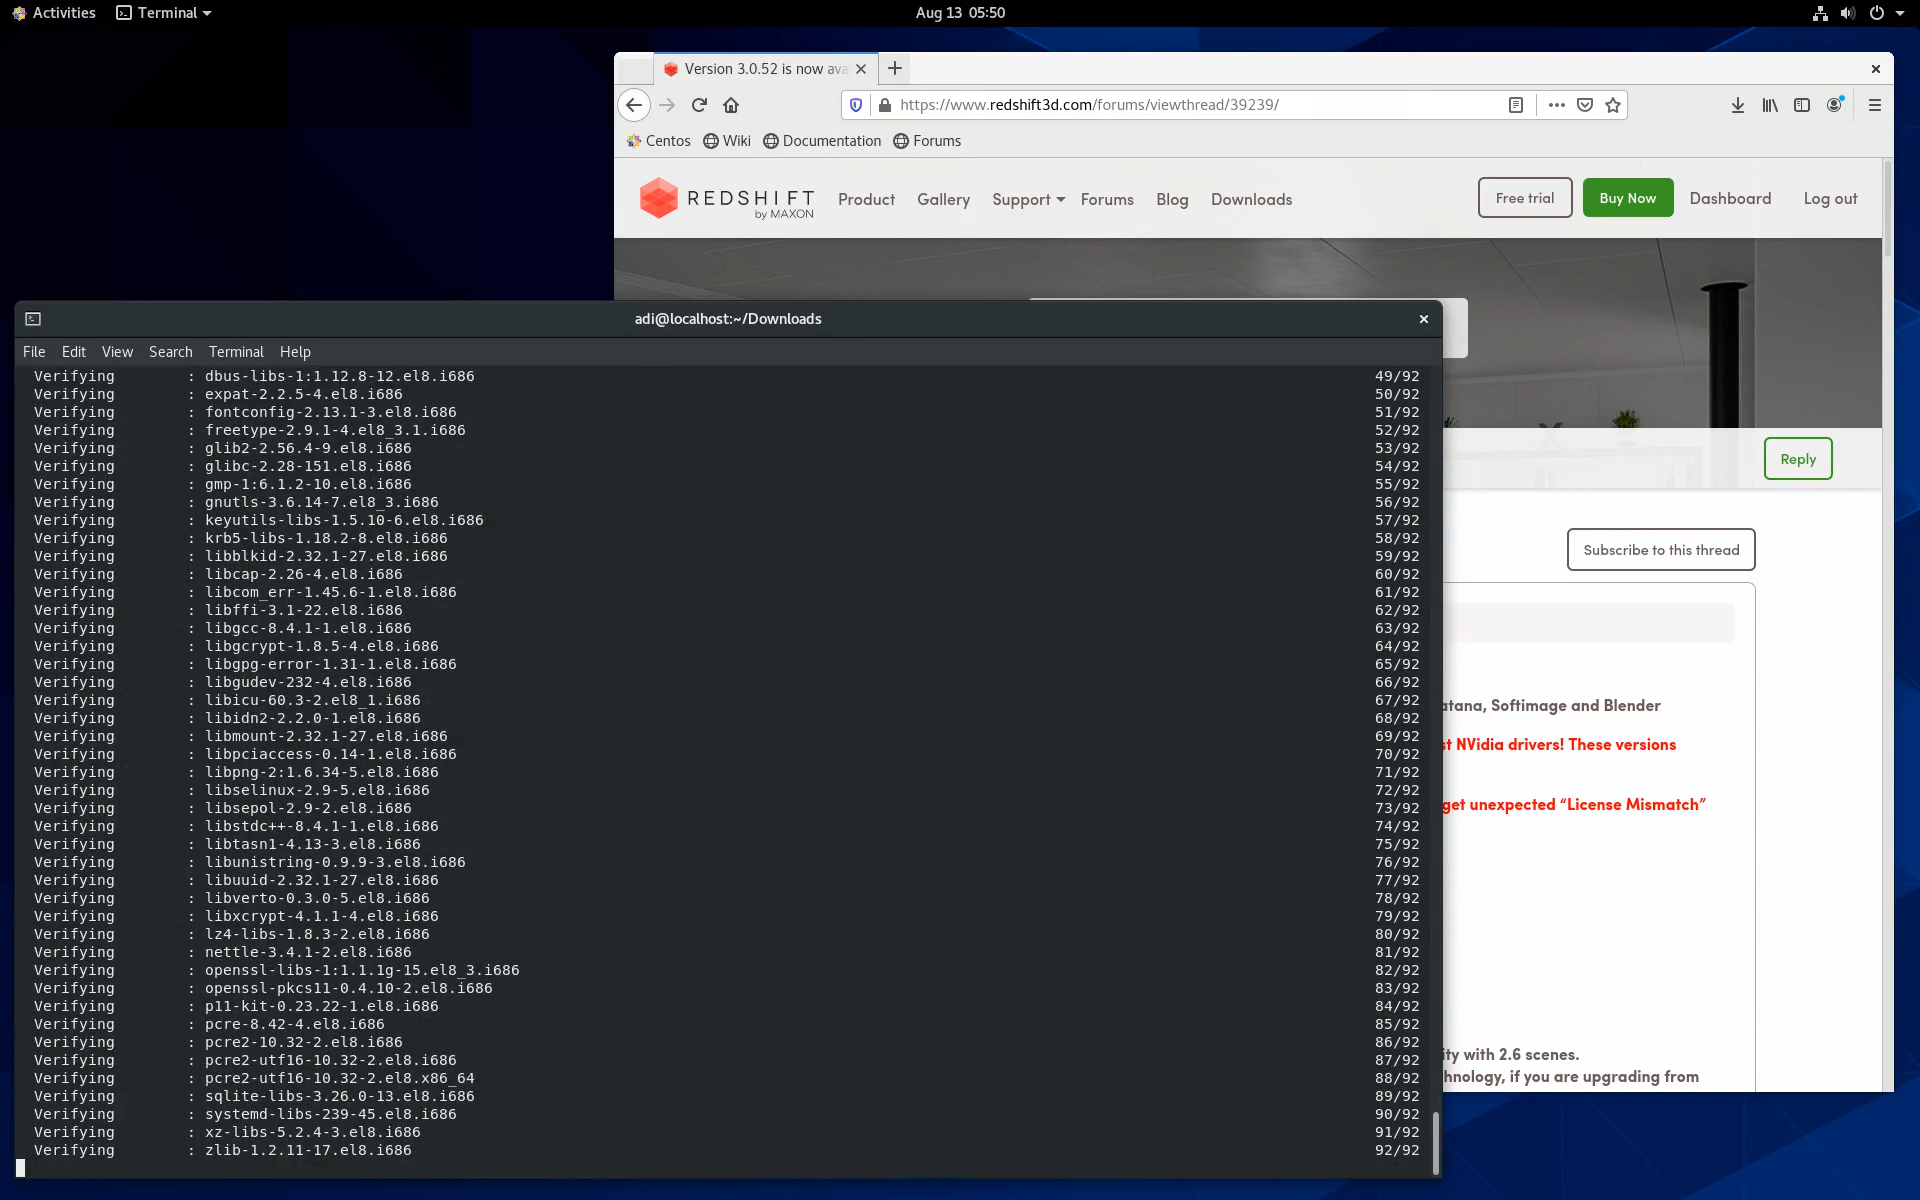 Activities
Terminal
Aug 13 05:50
Version 3.0.52 is now ava
https://www.redshift3d.com/forums/viewthread/39239/
Centos
Wiki
Documentation
Forums
REDSHIFT
by MAXON
Product
Gallery
Support
Forums
Blog
Downloads
Free trial
Buy Now
Dashboard
Log out
Reply
Subscribe to this thread
atana, Softimage and Blender
st NVidia drivers! These versions
get unexpected “License Mismatch”
ity with 2.6 scenes.
hnology, if you are upgrading from
adi@localhost:~/Downloads
File Edit View Search Terminal Help
Verifying : dbus-libs-1:1.12.8-12.el8.i686 49/92
Verifying : expat-2.2.5-4.el8.i686 50/92
Verifying : fontconfig-2.13.1-3.el8.i686 51/92
Verifying : freetype-2.9.1-4.el8_3.1.i686 52/92
Verifying : glib2-2.56.4-9.el8.i686 53/92
Verifying : glibc-2.28-151.el8.i686 54/92
Verifying : gmp-1:6.1.2-10.el8.i686 55/92
Verifying : gnutls-3.6.14-7.el8_3.i686 56/92
Verifying : keyutils-libs-1.5.10-6.el8.i686 57/92
Verifying : krb5-libs-1.18.2-8.el8.i686 58/92
Verifying : libblkid-2.32.1-27.el8.i686 59/92
Verifying : libcap-2.26-4.el8.i686 60/92
Verifying : libcom_err-1.45.6-1.el8.i686 61/92
Verifying : libffi-3.1-22.el8.i686 62/92
Verifying : libgcc-8.4.1-1.el8.i686 63/92
Verifying : libgcrypt-1.8.5-4.el8.i686 64/92
Verifying : libgpg-error-1.31-1.el8.i686 65/92
Verifying : libgudev-232-4.el8.i686 66/92
Verifying : libicu-60.3-2.el8_1.i686 67/92
Verifying : libidn2-2.2.0-1.el8.i686 68/92
Verifying : libmount-2.32.1-27.el8.i686 69/92
Verifying : libpciaccess-0.14-1.el8.i686 70/92
Verifying : libpng-2:1.6.34-5.el8.i686 71/92
Verifying : libselinux-2.9-5.el8.i686 72/92
Verifying : libsepol-2.9-2.el8.i686 73/92
Verifying : libstdc++-8.4.1-1.el8.i686 74/92
Verifying : libtasn1-4.13-3.el8.i686 75/92
Verifying : libunistring-0.9.9-3.el8.i686 76/92
Verifying : libuuid-2.32.1-27.el8.i686 77/92
Verifying : libverto-0.3.0-5.el8.i686 78/92
Verifying : libxcrypt-4.1.1-4.el8.i686 79/92
Verifying : lz4-libs-1.8.3-2.el8.i686 80/92
Verifying : nettle-3.4.1-2.el8.i686 81/92
Verifying : openssl-libs-1:1.1.1g-15.el8_3.i686 82/92
Verifying : openssl-pkcs11-0.4.10-2.el8.i686 83/92
Verifying : p11-kit-0.23.22-1.el8.i686 84/92
Verifying : pcre-8.42-4.el8.i686 85/92
Verifying : pcre2-10.32-2.el8.i686 86/92
Verifying : pcre2-utf16-10.32-2.el8.i686 87/92
Verifying : pcre2-utf16-10.32-2.el8.x86_64 88/92
Verifying : sqlite-libs-3.26.0-13.el8.i686 89/92
Verifying : systemd-libs-239-45.el8.i686 90/92
Verifying : xz-libs-5.2.4-3.el8.i686 91/92
Verifying : zlib-1.2.11-17.el8.i686 92/92